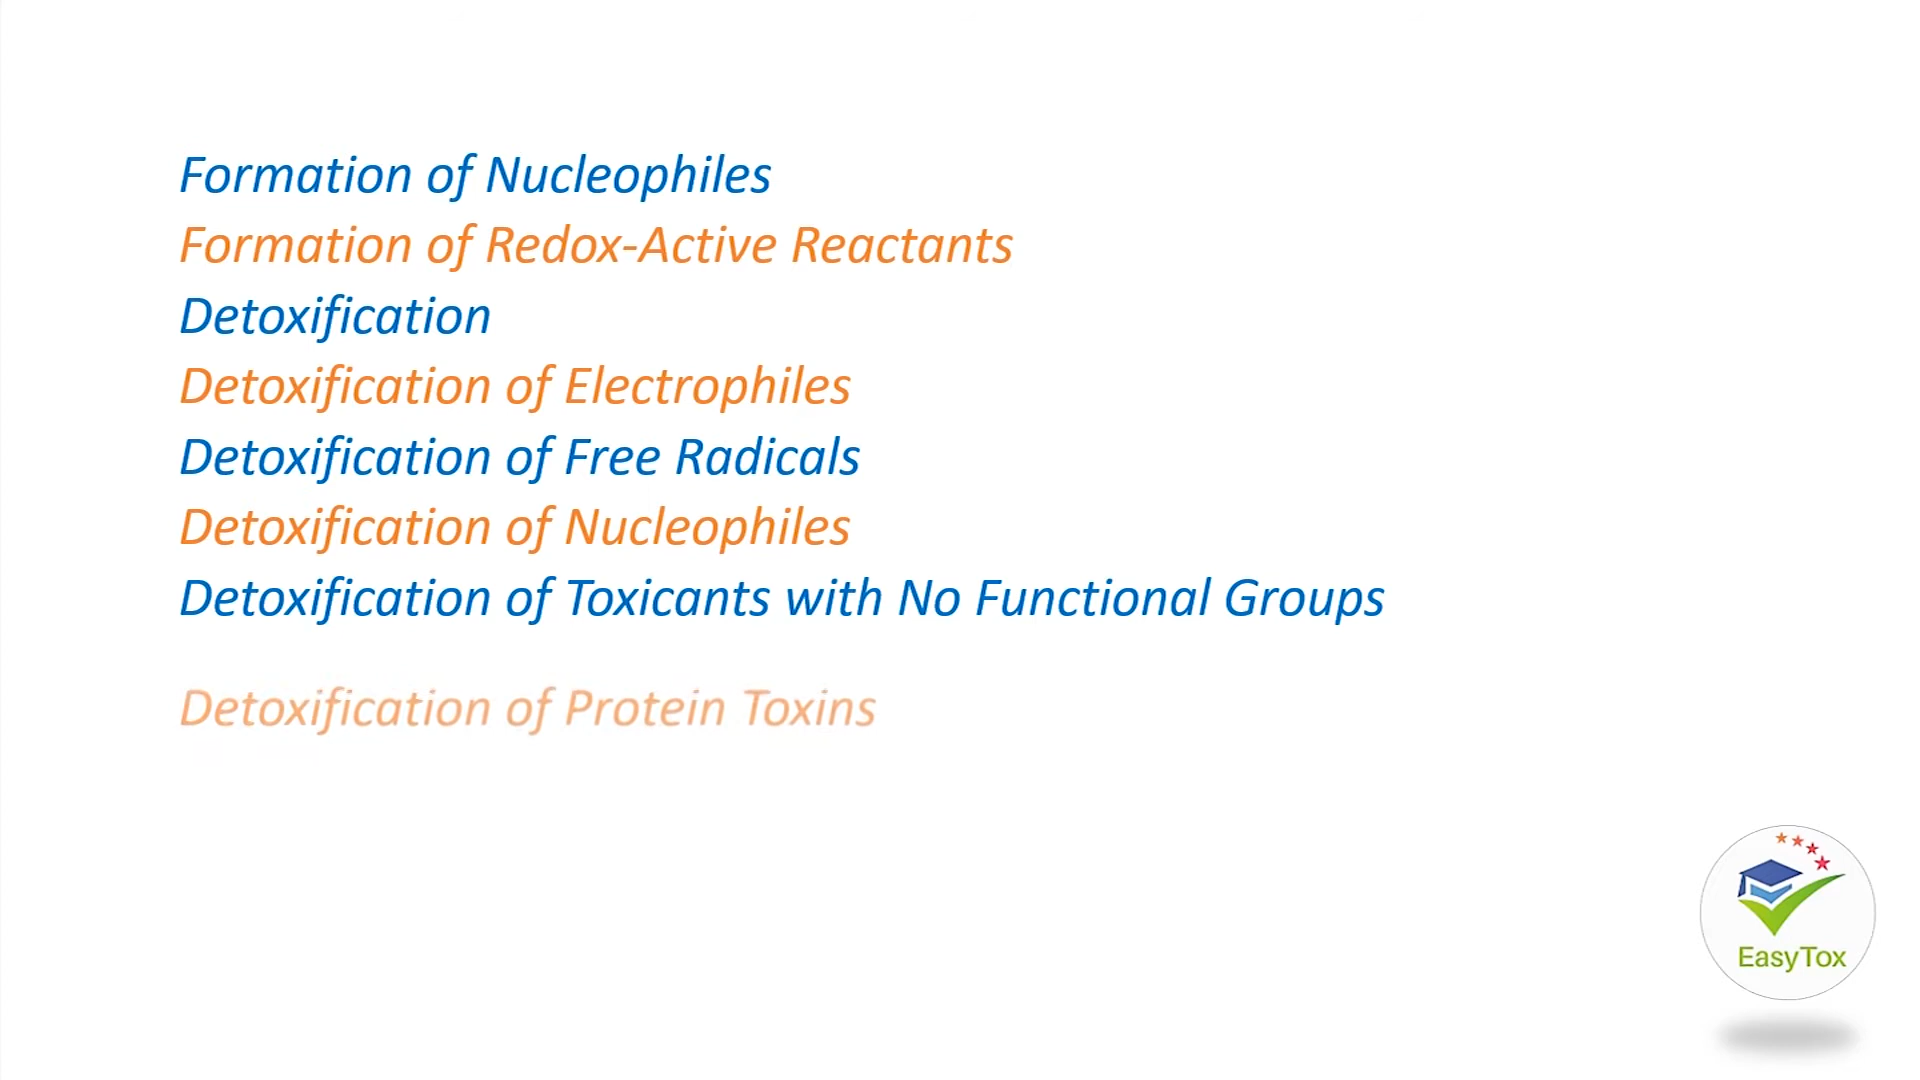 Formation of Nucleophiles
Formation of Redox-Active Reactants
Detoxification
Detoxification of Electrophiles
Detoxification of Free Radicals
Detoxification of Nucleophiles
Detoxification of Toxicants with No Functional Groups
Detoxification of Protein Toxins
EasyTox